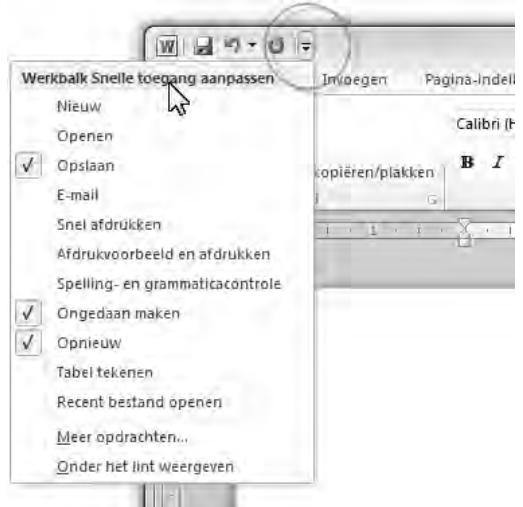 W
Werkbalk Snelle toegang aanpassen
Invoegen Pagina-indeli
Nieuw
Openen
Calibri (H
Opslaan
kopiëren/plakken B I
E-mail
Snel afdrukken
1
Afdrukvoorbeeld en afdrukken
Spelling- en grammaticacontrole
Ongedaan maken
Opnieuw
Tabel tekenen
Recent bestand openen
Meer opdrachten...
Onder het lint weergeven